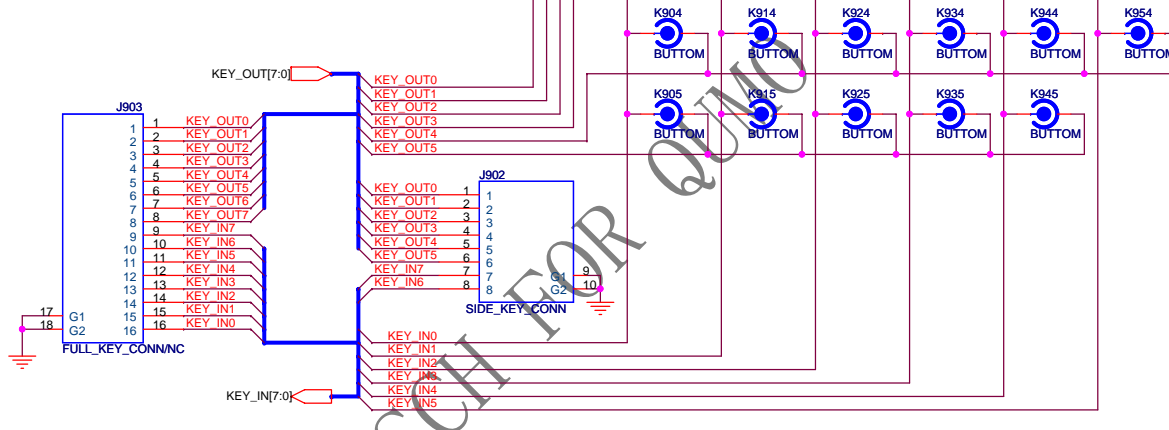 K904 K914 K924 K934 K944 K954
BUTTOM BUTTOM BUTTOM BUTTOM BUTTOM BUTTOM
KEY_OUT[7:0]
KEY_OUT0
KEY_OUT1
KEY_OUT2
KEY_OUT3
KEY_OUT4
KEY_OUT5
K905 K915 K925 K935 K945
BUTTOM BUTTOM BUTTOM BUTTOM BUTTOM
J903
1 1 KEY_OUT0
2 2 KEY_OUT1
3 3 KEY_OUT2
4 4 KEY_OUT3
5 5 KEY_OUT4
6 6 KEY_OUT5
7 7 KEY_OUT6
8 8 KEY_OUT7
9 9 KEY_IN7
10 10 KEY_IN6
11 11 KEY_IN5
12 12 KEY_IN4
13 13 KEY_IN3
14 14 KEY_IN2
17 G1 15 15 KEY_IN1
18 G2 16 16 KEY_IN0
FULL_KEY_CONN/NC
J902
KEY_OUT0 1 1
KEY_OUT1 2 2
KEY_OUT2 3 3
KEY_OUT3 4 4
KEY_OUT4 5 5
KEY_OUT5 6 6
KEY_IN7 7 7 G1 9
KEY_IN6 8 8 G2 10
SIDE_KEY_CONN
KEY_IN0
KEY_IN1
KEY_IN2
KEY_IN3
KEY_IN4
KEY_IN5
KEY_IN[7:0]
FOR QUMO